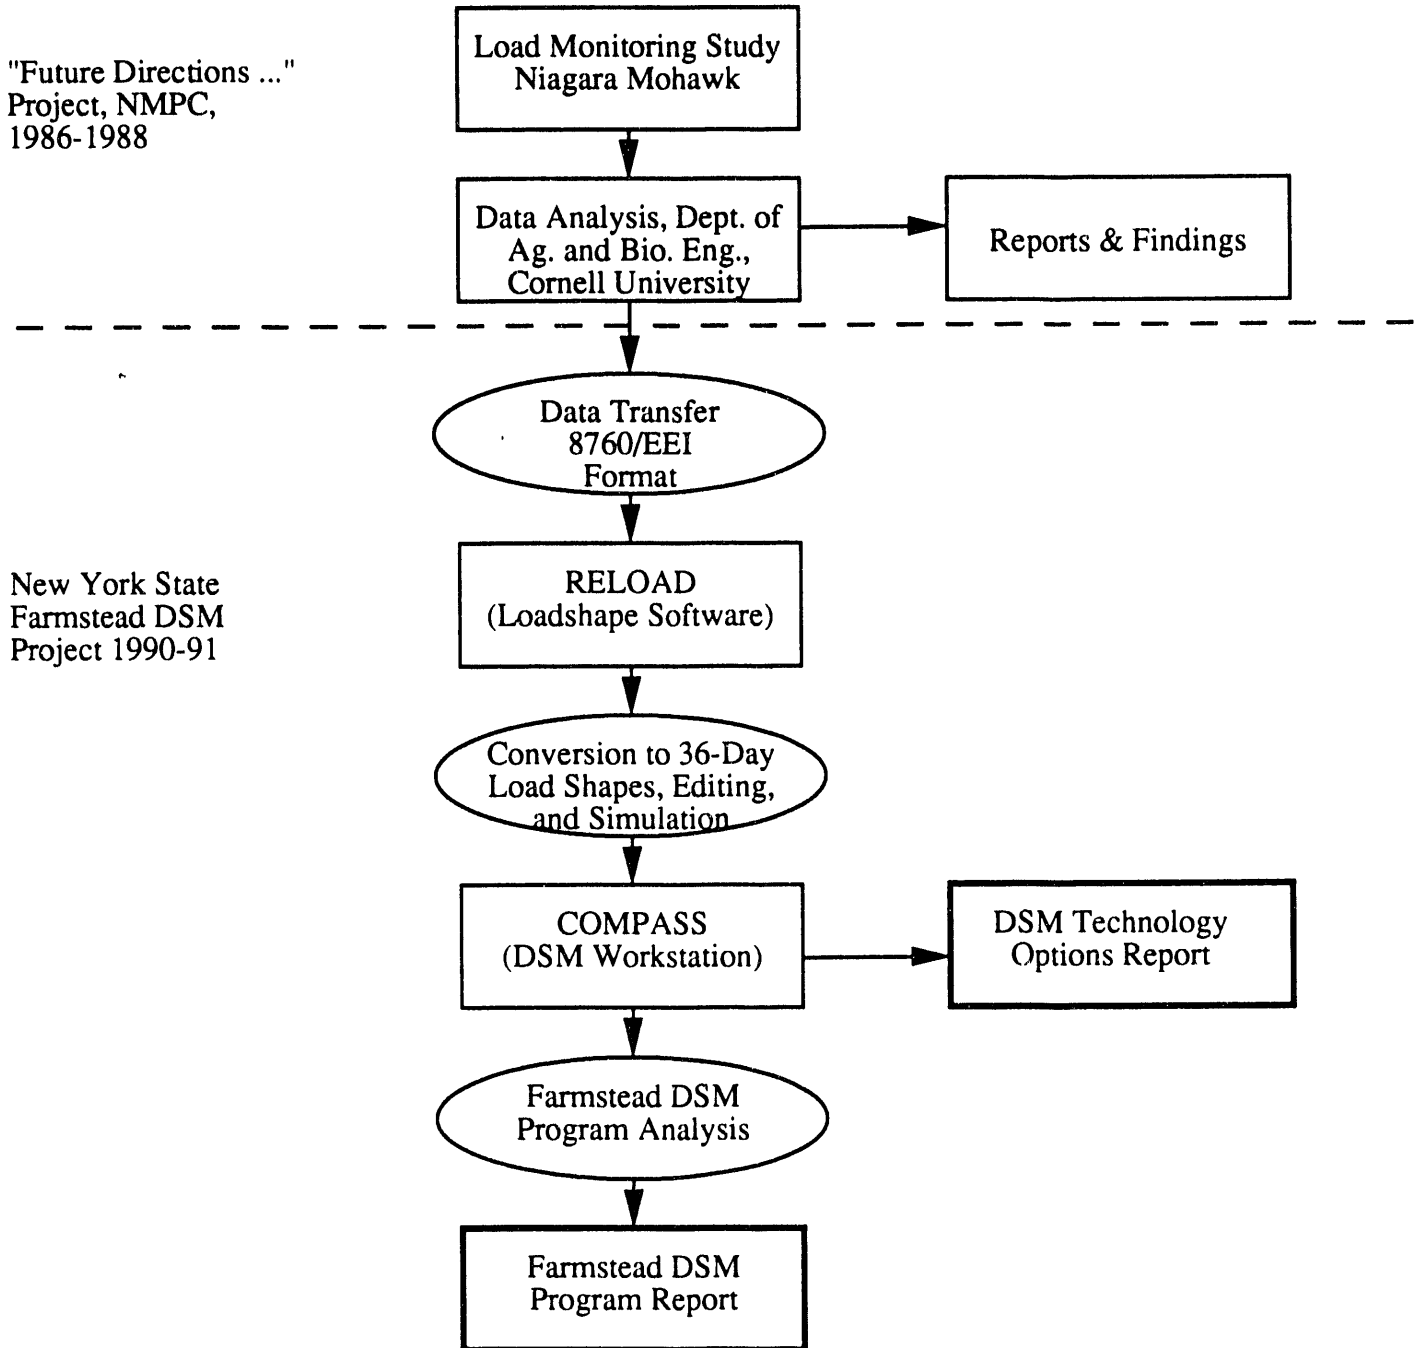 "Future Directions ..."
Project, NMPC,
1986-1988
Load Monitoring Study
Niagara Mohawk
Data Analysis, Dept. of
Ag. and Bio. Eng.,
Cornell University
Reports & Findings
Data Transfer
8760/EEI
Format
New York State
Farmstead DSM
Project 1990-91
RELOAD
(Loadshape Software)
Conversion to 36-Day
Load Shapes, Editing,
and Simulation
COMPASS
(DSM Workstation)
DSM Technology
Options Report
Farmstead DSM
Program Analysis
Farmstead DSM
Program Report